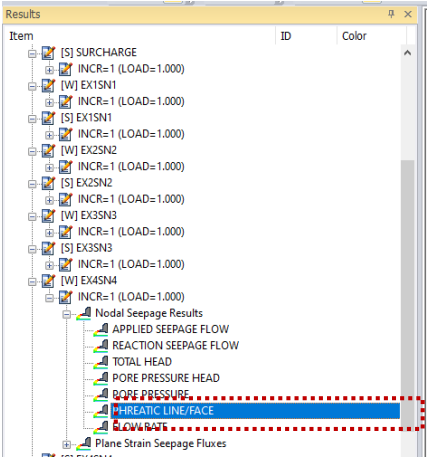 Results
Item ID Color
[S] SURCHARGE
INCR=1 (LOAD=1.000)
[W] EX1SN1
INCR=1 (LOAD=1.000)
[S] EX1SN1
INCR=1 (LOAD=1.000)
[W] EX2SN2
INCR=1 (LOAD=1.000)
[S] EX2SN2
INCR=1 (LOAD=1.000)
[W] EX3SN3
INCR=1 (LOAD=1.000)
[S] EX3SN3
INCR=1 (LOAD=1.000)
[W] EX4SN4
INCR=1 (LOAD=1.000)
Nodal Seepage Results
APPLIED SEEPAGE FLOW
REACTION SEEPAGE FLOW
TOTAL HEAD
PORE PRESSURE HEAD
PORE PRESSURE
PHREATIC LINE/FACE
FLOW RATE
Plane Strain Seepage Fluxes